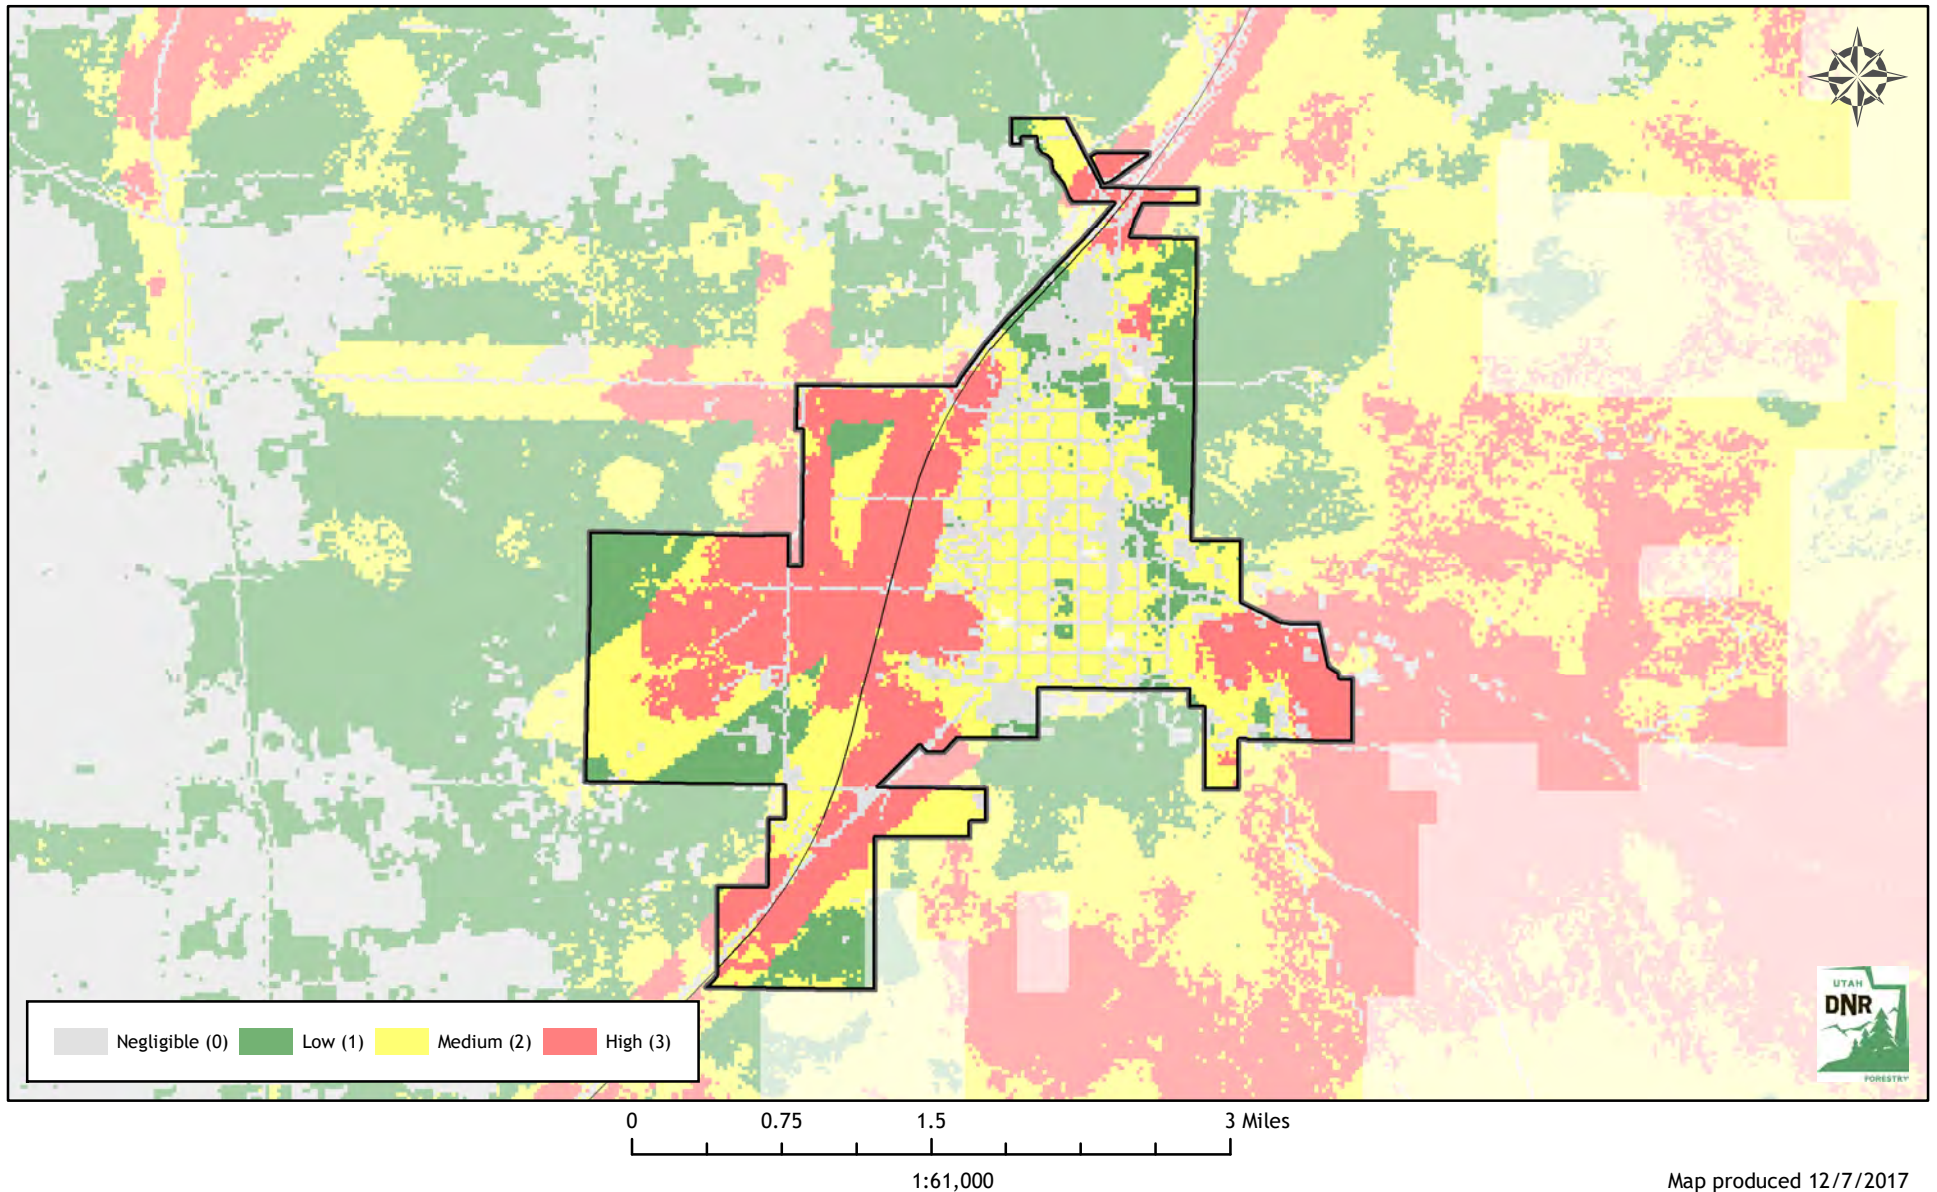 UTAH
DNR
FORESTRY
Negligible (0) Low (1) Medium (2) High (3)
0 0.75 1.5 3 Miles
1:61,000
Map produced 12/7/2017